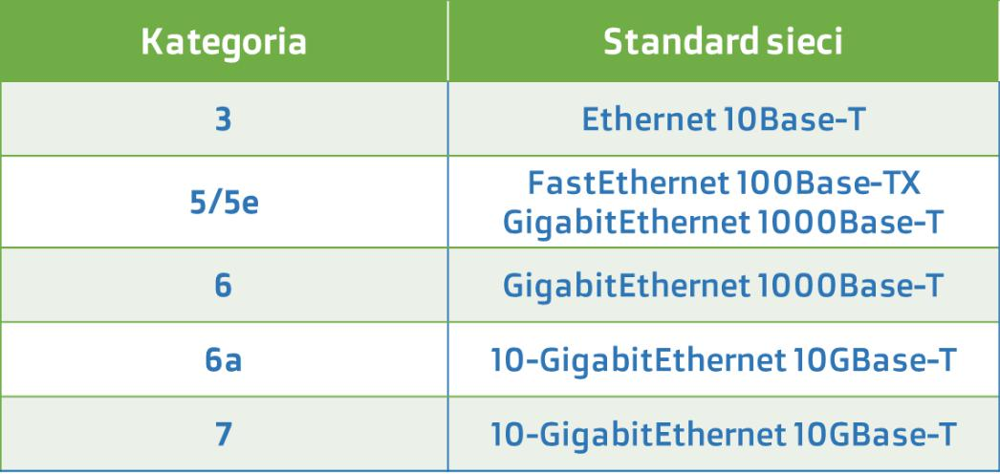 Kategoria Standard sieci
3 Ethernet 10Base-T
5/5e FastEthernet 100Base-TX
GigabitEthernet 1000Base-T
6 GigabitEthernet 1000Base-T
6a 10-GigabitEthernet 10GBase-T
7 10-GigabitEthernet 10GBase-T